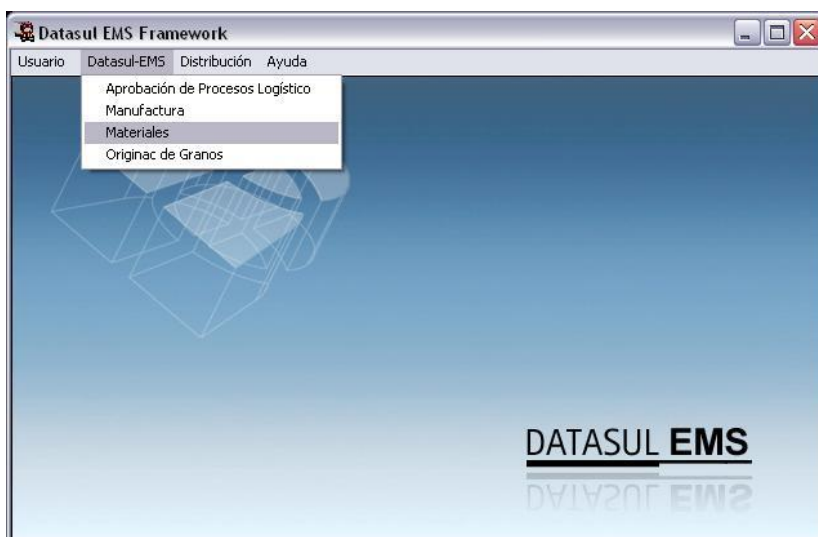 Datasul EMS Framework
Usuario Datasul-EMS Distribución Ayuda
Aprobación de Procesos Logístico
Manufactura
Materiales
Originac de Granos
DATASUL EMS